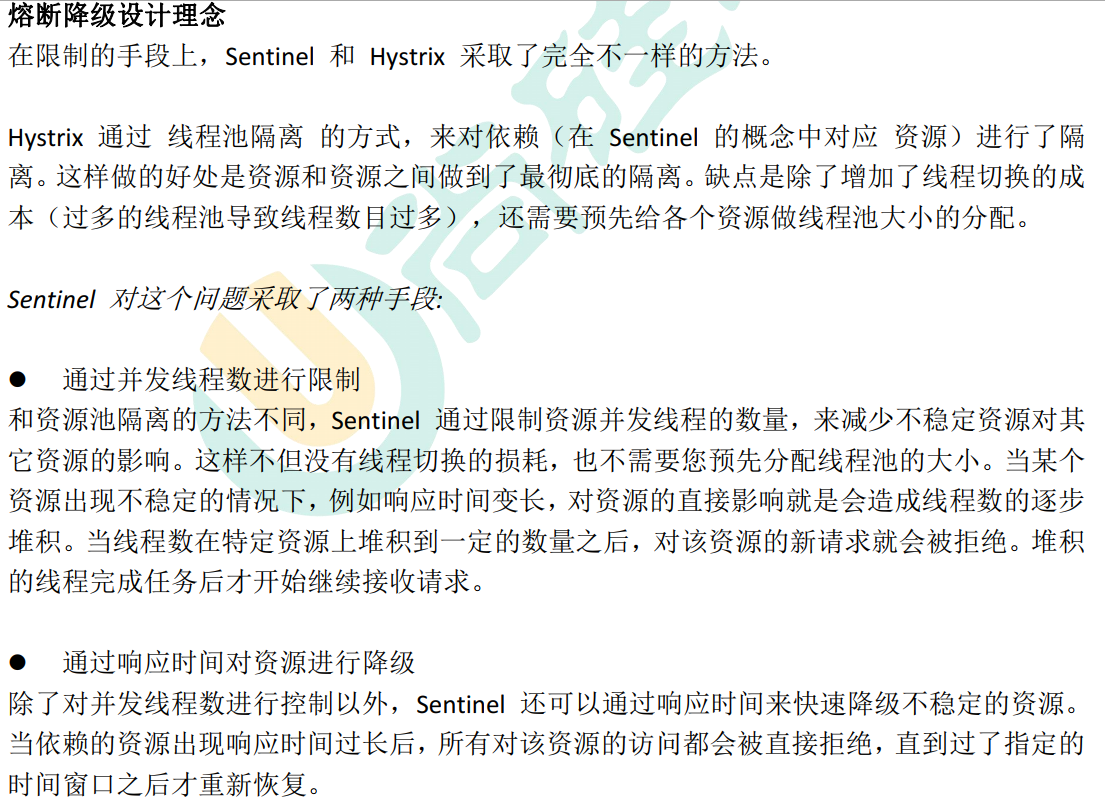 熔断降级设计理念
在限制的手段上，Sentinel 和 Hystrix 采取了完全不一样的方法。
Hystrix 通过 线程池隔离 的方式，来对依赖（在 Sentinel 的概念中对应 资源）进行了隔
离。这样做的好处是资源和资源之间做到了最彻底的隔离。缺点是除了增加了线程切换的成
本（过多的线程池导致线程数目过多），还需要预先给各个资源做线程池大小的分配。
Sentinel 对这个问题采取了两种手段:
● 通过并发线程数进行限制
和资源池隔离的方法不同，Sentinel 通过限制资源并发线程的数量，来减少不稳定资源对其
它资源的影响。这样不但没有线程切换的损耗，也不需要您预先分配线程池的大小。当某个
资源出现不稳定的情况下，例如响应时间变长，对资源的直接影响就是会造成线程数的逐步
堆积。当线程数在特定资源上堆积到一定的数量之后，对该资源的新请求就会被拒绝。堆积
的线程完成任务后才开始继续接收请求。
● 通过响应时间对资源进行降级
除了对并发线程数进行控制以外，Sentinel 还可以通过响应时间来快速降级不稳定的资源。
当依赖的资源出现响应时间过长后，所有对该资源的访问都会被直接拒绝，直到过了指定的
时间窗口之后才重新恢复。
尚硅